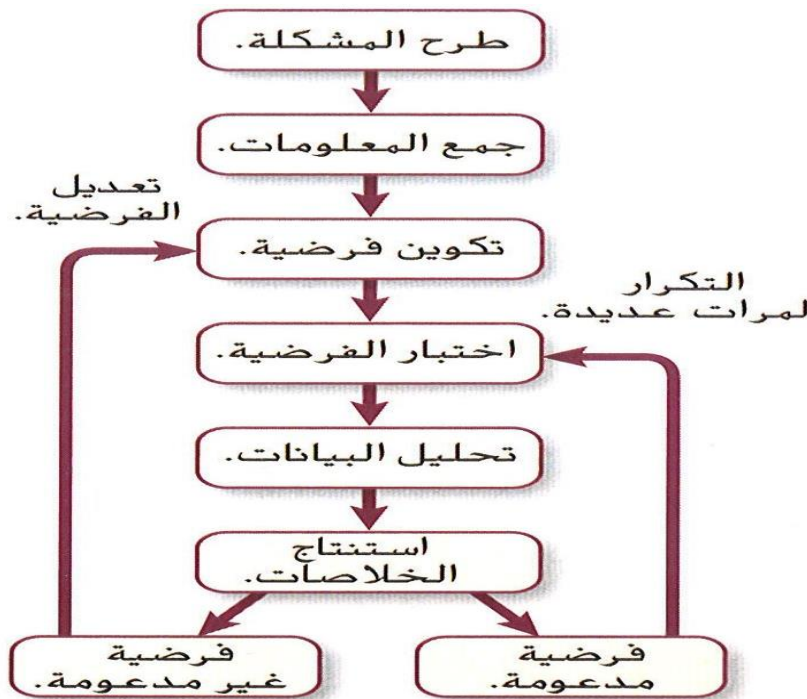 طرح المشكلة.
جمع المعلومات.
تعديل
الفرضية.
تكوين فرضية.
التكرار
لمرات عديدة.
اختبار الفرضية.
تحليل البيانات.
استنتاج
الخلاصات.
فرضية
مدعومة.
فرضية
غير مدعومة.